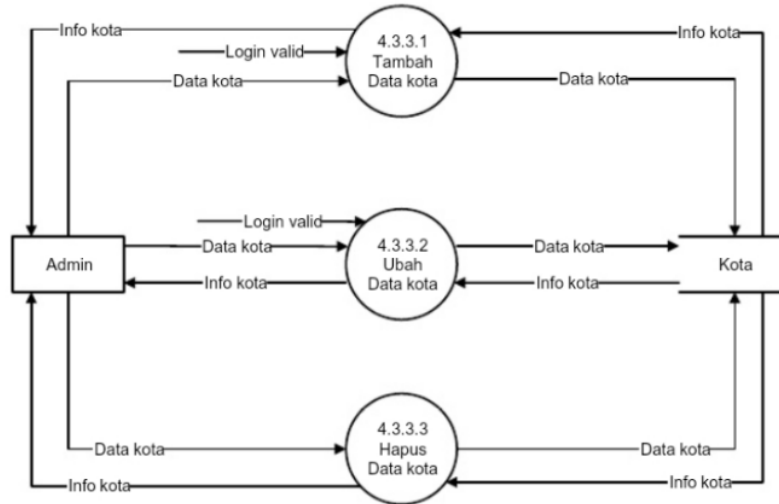 Info kota
4.3.3.1
Tambah
Data kota
Info kota
Login valid
Data kota
Data kota
Login valid
Admin
Data kota
Info kota
4.3.3.2
Ubah
Data kota
Data kota
Info kota
Kota
Data kota
Info kota
4.3.3.3
Hapus
Data kota
Data kota
Info kota